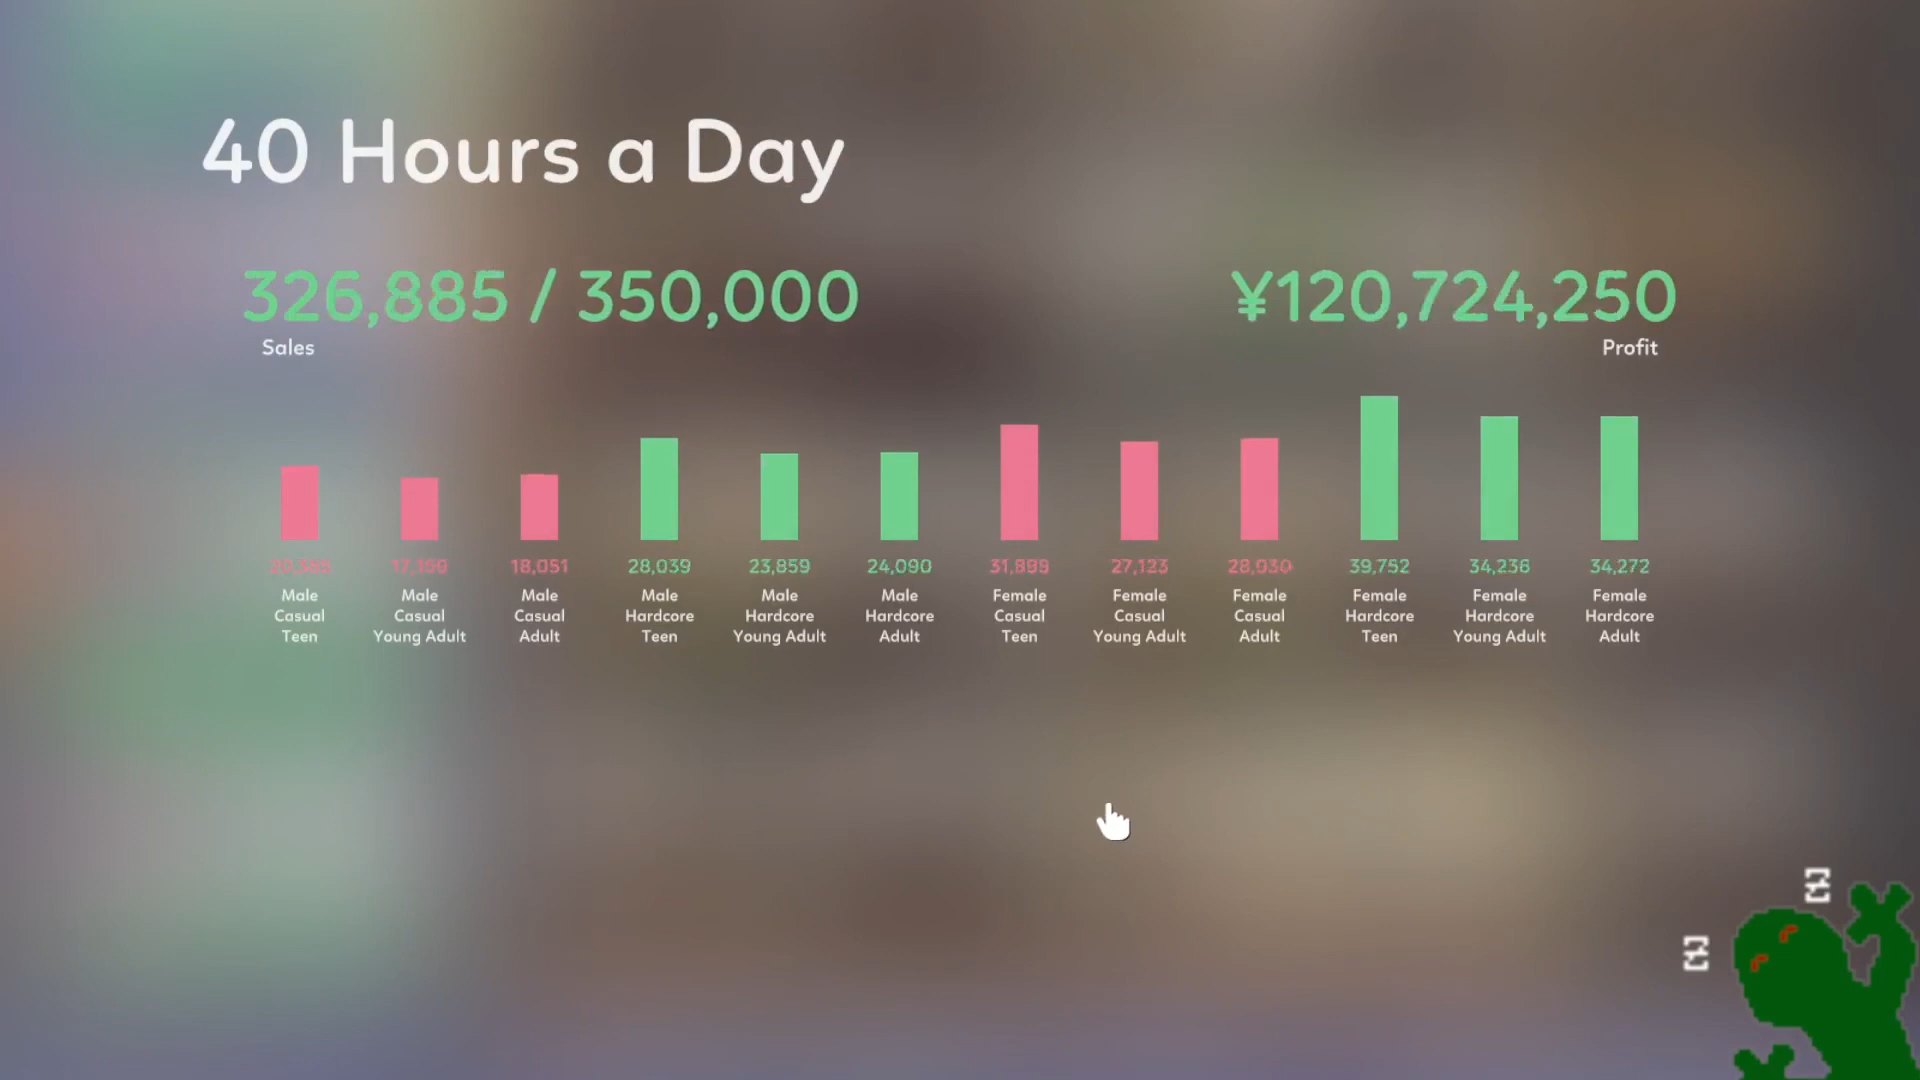 40 Hours a Day
326,885 / 350,000
Sales
¥120,724,250
Profit
18,051
28,039
23,859
24,090
27,123
28,930
39,752
34,236
34,272
Male
Casual
Teen
Male
Casual
Young Adult
Male
Casual
Adult
Male
Hardcore
Teen
Male
Hardcore
Young Adult
Male
Hardcore
Adult
Female
Casual
Teen
Female
Casual
Young Adult
Female
Casual
Adult
Female
Hardcore
Teen
Female
Hardcore
Young Adult
Female
Hardcore
Adult